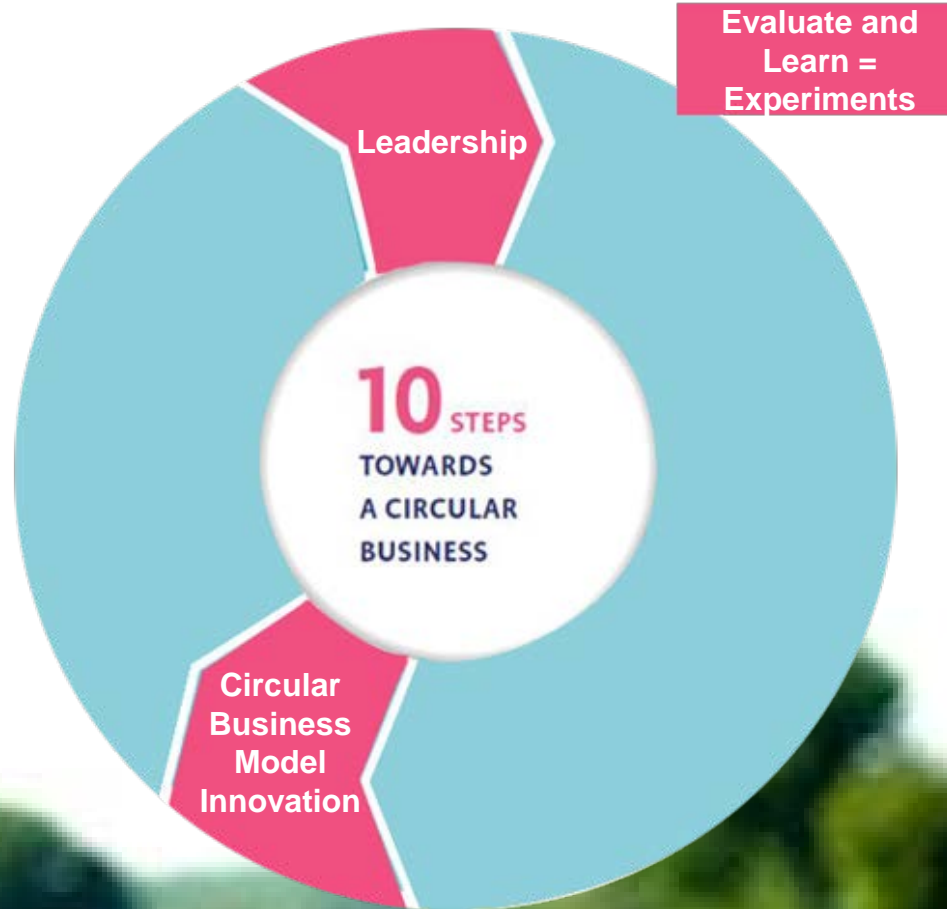 Evaluate and
Learn =
Experiments
Leadership
10 STEPS
TOWARDS
A CIRCULAR
BUSINESS
Circular
Business
Model
Innovation